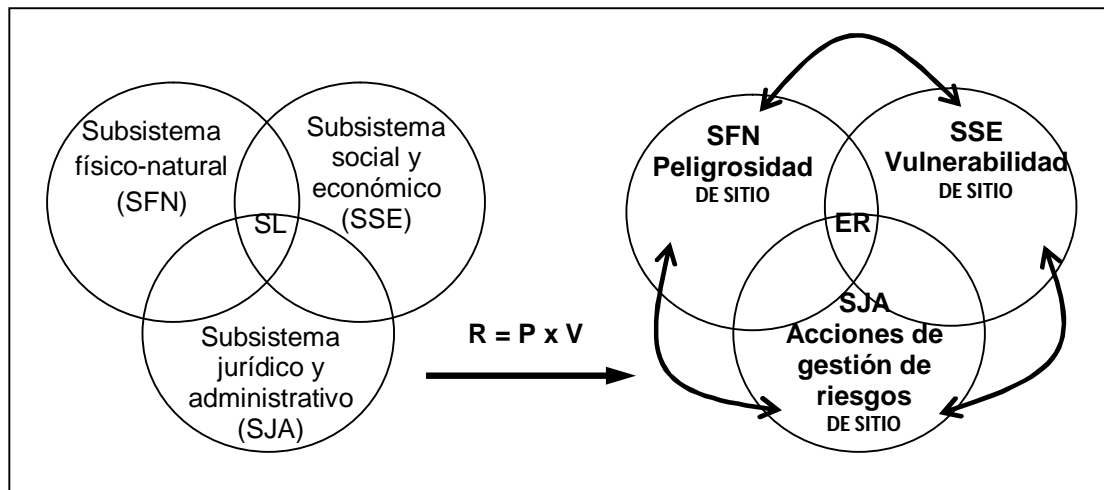 Subsistema
físico-natural
(SFN)
Subsistema
social y
económico
(SSE)
SL
Subsistema
jurídico y
administrativo
(SJA)
R = P x V
SFN
Peligrosidad
DE SITIO
SSE
Vulnerabilidad
DE SITIO
ER
SJA
Acciones de
gestión de
riesgos
DE SITIO